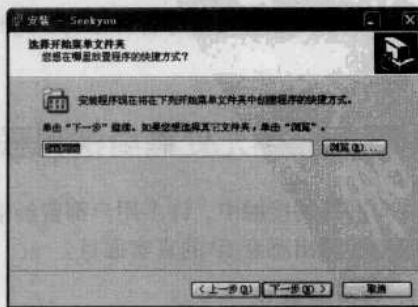 安装 - Seekyou
选择开始菜单文件夹
您想在哪里放置程序的快捷方式?
安装程序现在将在下列开始菜单文件夹中创建程序的快捷方式。
单击“下一步”继续。如果您想选择其它文件夹，单击“浏览”。
Seekyou
浏览(R)...
<上一步(B)
下一步(N)>
取消